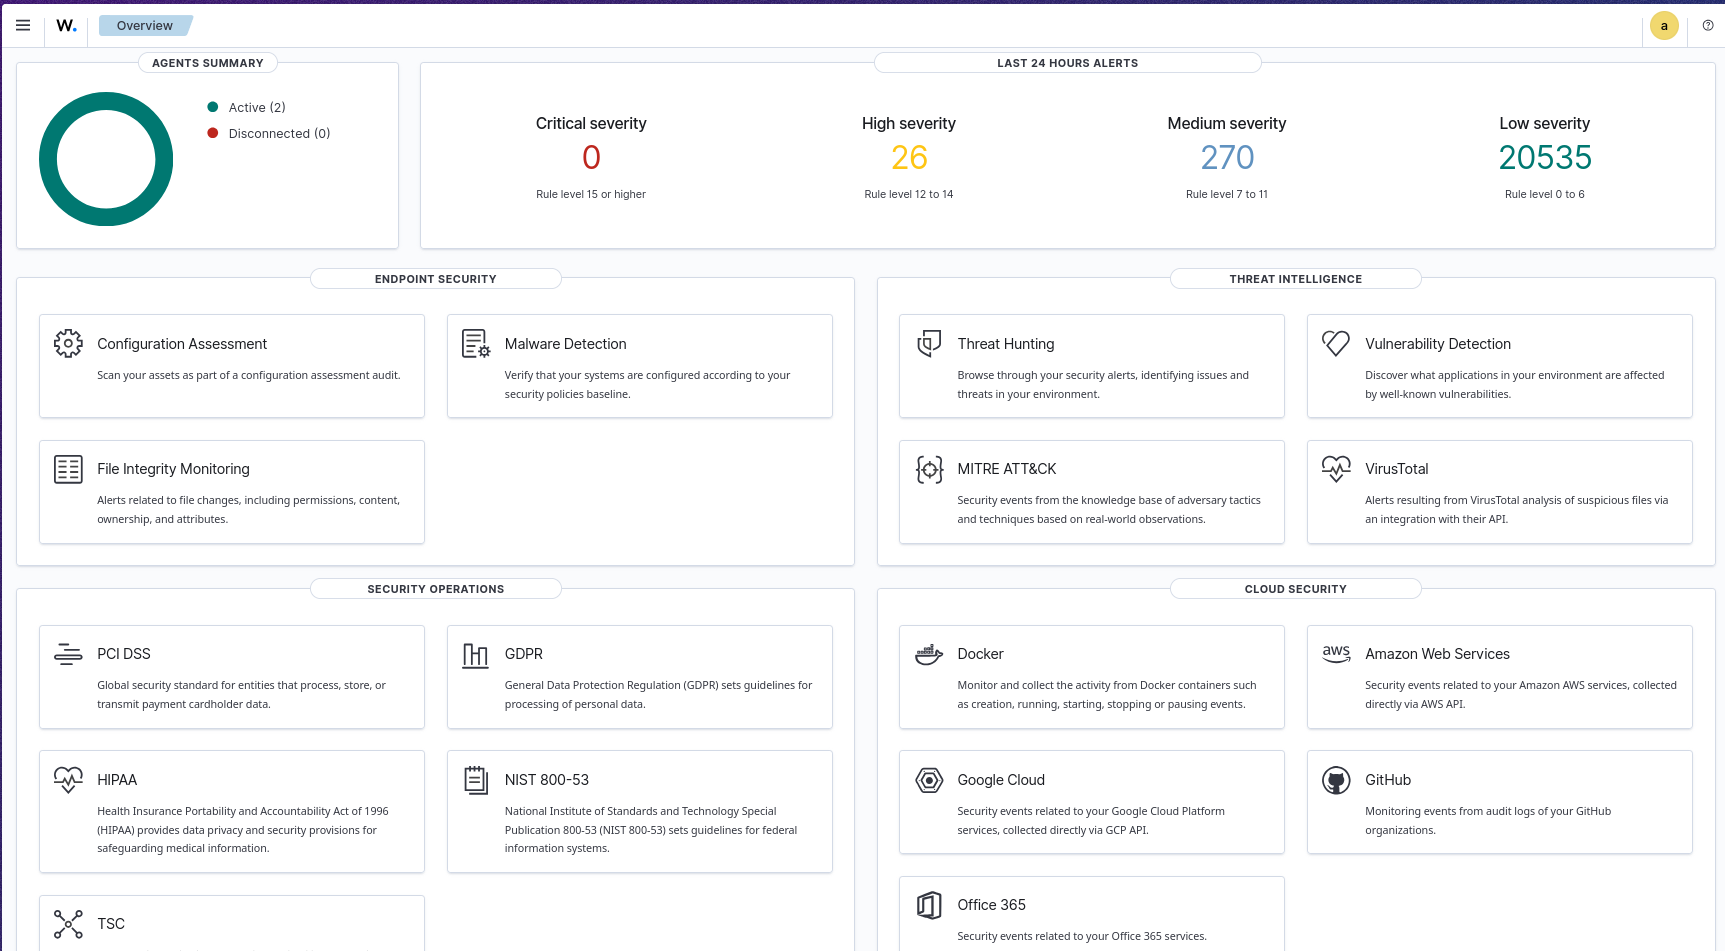 W.
Overview
a
AGENTS SUMMARY
Active (2)
Disconnected (0)
LAST 24 HOURS ALERTS
Critical severity
0
Rule level 15 or higher
High severity
26
Rule level 12 to 14
Medium severity
270
Rule level 7 to 11
Low severity
20535
Rule level 0 to 6
ENDPOINT SECURITY
Configuration Assessment
Scan your assets as part of a configuration assessment audit.
Malware Detection
Verify that your systems are configured according to your
security policies baseline.
File Integrity Monitoring
Alerts related to file changes, including permissions, content,
ownership, and attributes.
THREAT INTELLIGENCE
Threat Hunting
Browse through your security alerts, identifying issues and
threats in your environment.
Vulnerability Detection
Discover what applications in your environment are affected
by well-known vulnerabilities.
MITRE ATT&CK
Security events from the knowledge base of adversary tactics
and techniques based on real-world observations.
VirusTotal
Alerts resulting from VirusTotal analysis of suspicious files via
an integration with their API.
SECURITY OPERATIONS
PCI DSS
Global security standard for entities that process, store, or
transmit payment cardholder data.
GDPR
General Data Protection Regulation (GDPR) sets guidelines for
processing of personal data.
HIPAA
Health Insurance Portability and Accountability Act of 1996
(HIPAA) provides data privacy and security provisions for
safeguarding medical information.
NIST 800-53
National Institute of Standards and Technology Special
Publication 800-53 (NIST 800-53) sets guidelines for federal
information systems.
TSC
CLOUD SECURITY
Docker
Monitor and collect the activity from Docker containers such
as creation, running, starting, stopping or pausing events.
aws
Amazon Web Services
Security events related to your Amazon AWS services, collected
directly via AWS API.
Google Cloud
Security events related to your Google Cloud Platform
services, collected directly via GCP API.
GitHub
Monitoring events from audit logs of your GitHub
organizations.
Office 365
Security events related to your Office 365 services.